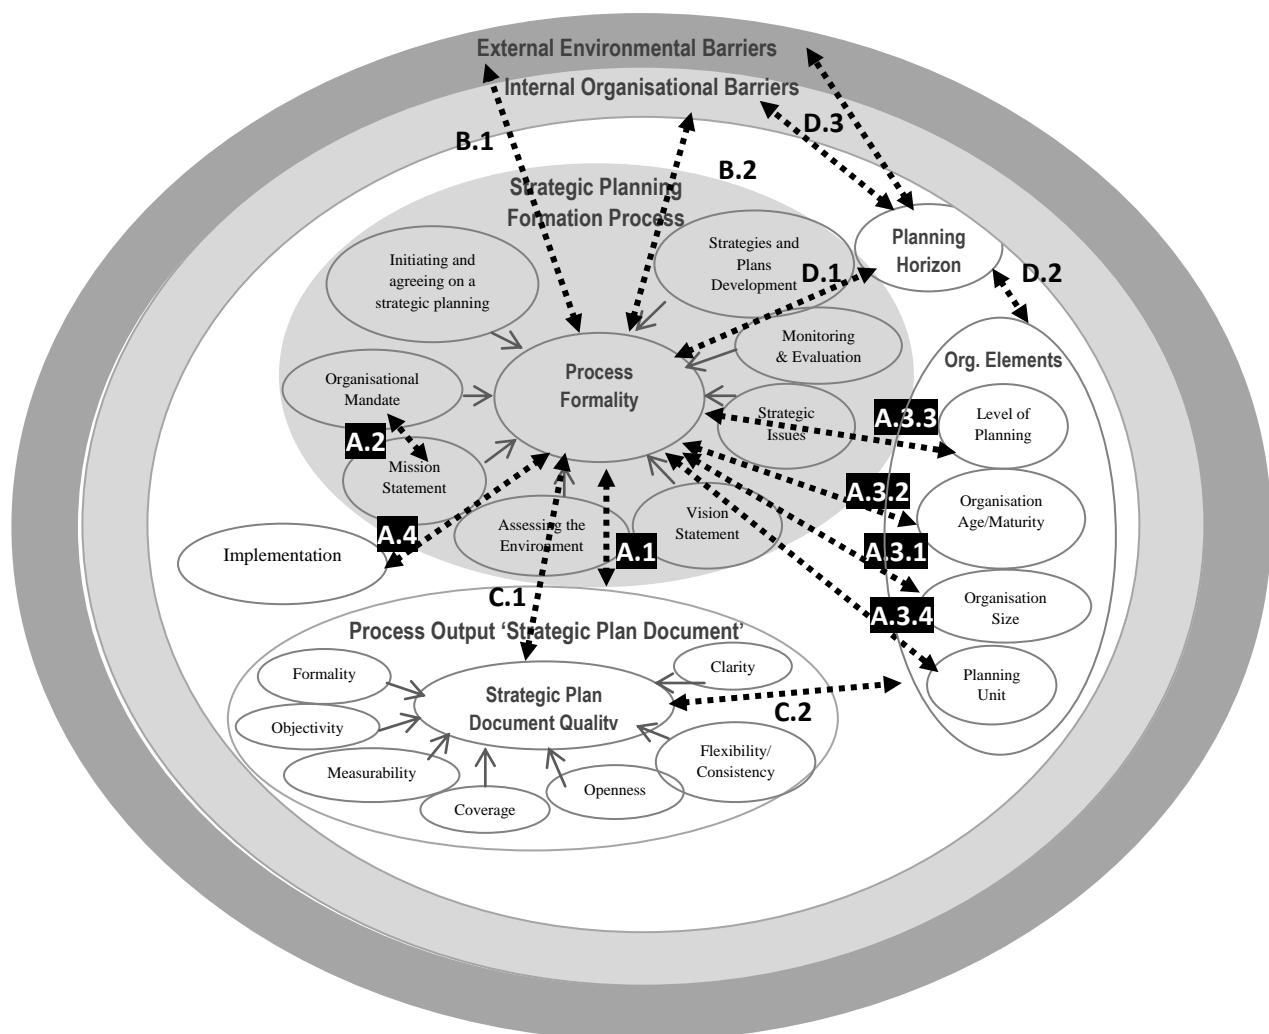 External Environmental Barriers
Internal Organisational Barriers
B.1
D.3
B.2
Strategic Planning
Formation Process
Initiating and
agreeing on a
strategic planning
Strategies and
Plans
Development
Planning
Horizon
D.1
D.2
Monitoring
& Evaluation
Process
Formality
Org. Elements
Organisational
Mandate
Strategic
Issues
A.3.3
Level of
Planning
A.2
Mission
Statement
A.3.2
Organisation
Age/Maturity
Assessing the
Environment
Vision
Statement
A.4
A.1
A.3.1
Implementation
C.1
A.3.4
Organisation
Size
Process Output ‘Strategic Plan Document’
Formality
Clarity
Planning
Unit
Strategic Plan
Document Quality
C.2
Objectivity
Measurability
Flexibility/
Consistency
Openness
Coverage